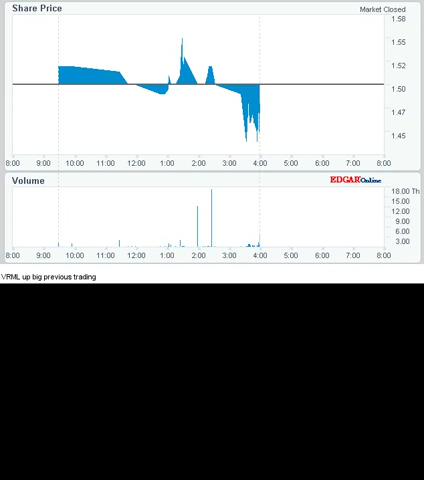 Share Price
Market Closed
1.58
1.55
1.52
1.50
1.47
1.45
8:00 9:00 10:00 11:00 12:00 1:00 2:00 3:00 4:00 5:00 6:00 7:00 8:00
Volume
EDGAROnline
18.00 Th
15.00
12.00
9.00
6.00
3.00
8:00 9:00 10:00 11:00 12:00 1:00 2:00 3:00 4:00 5:00 6:00 7:00 8:00
VRML up big previous trading